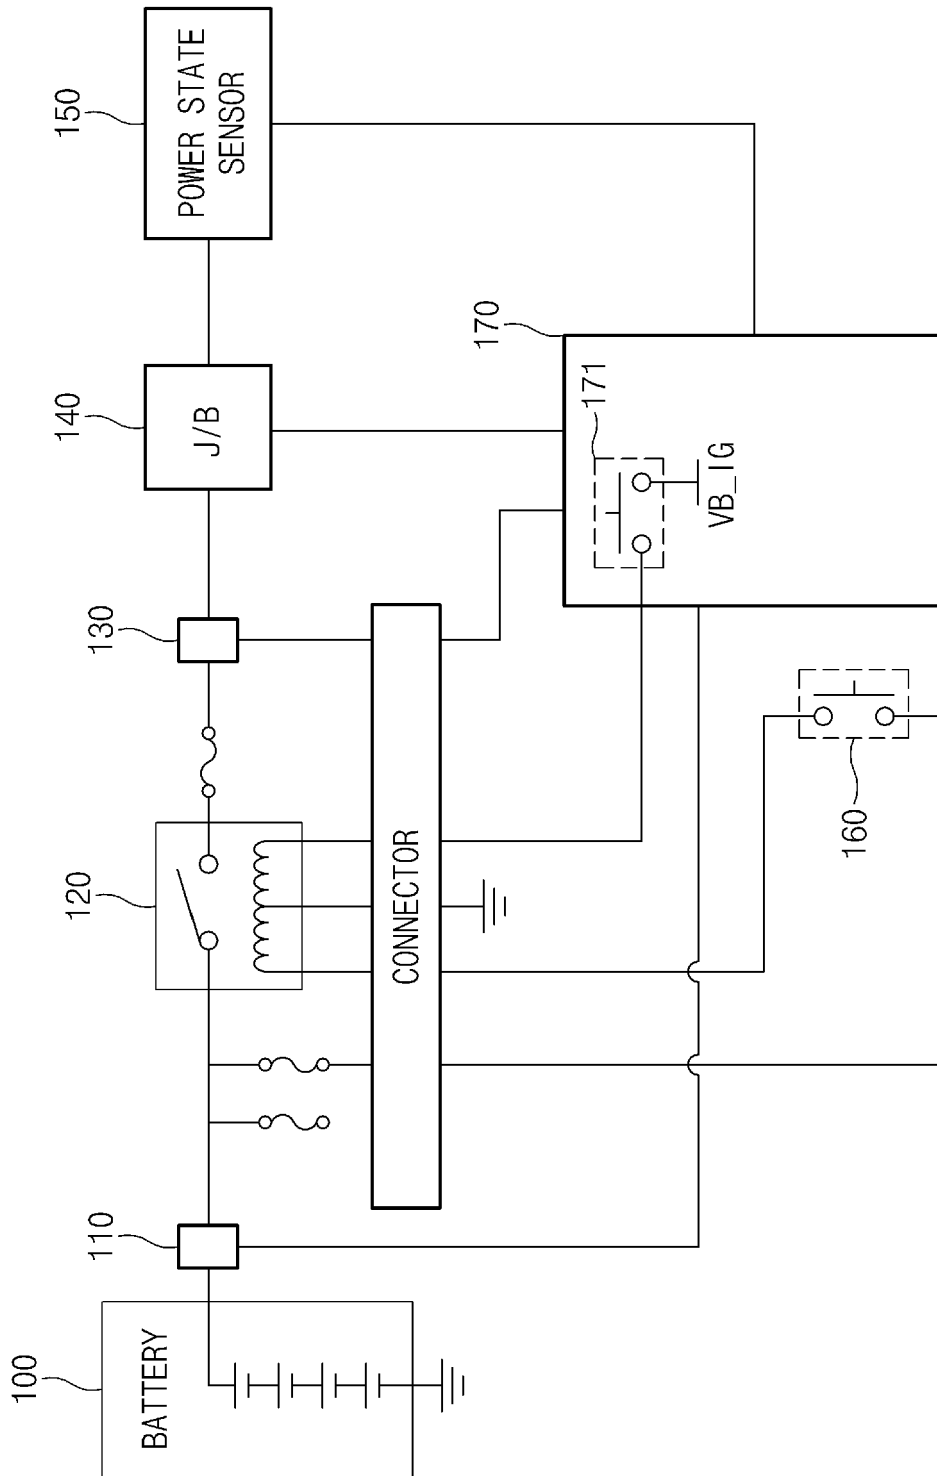 100
BATTERY
110
120
130
140
J/B
150
POWER STATE
SENSOR
CONNECTOR
160
170
171
VB_IG